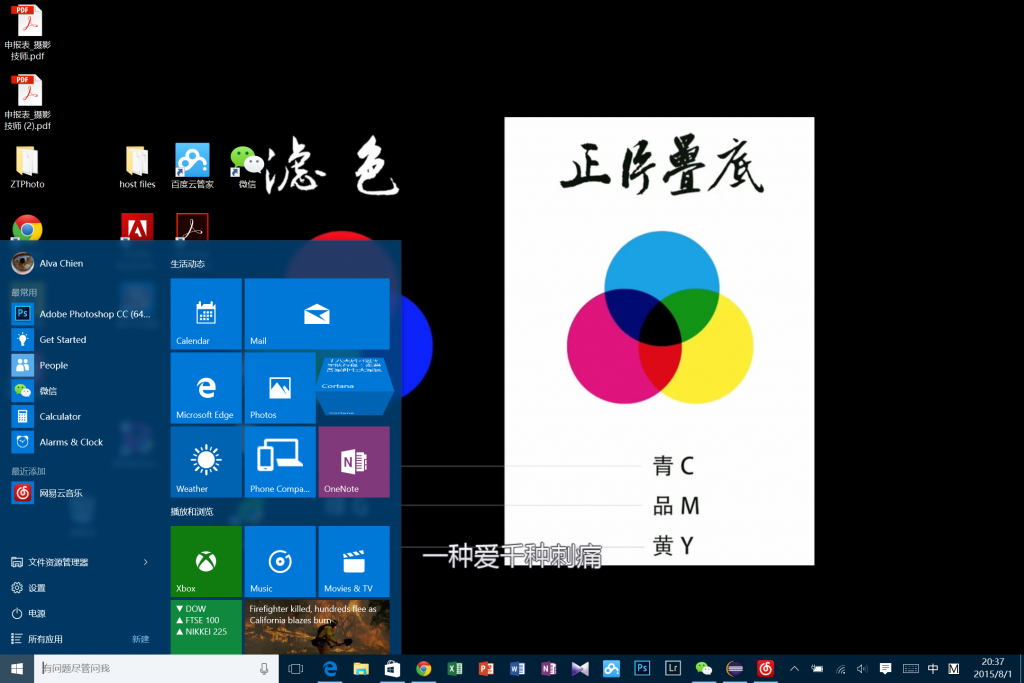 PDF
申报表_摄影
技师.pdf
PDF
申报表_摄影
技师 (2).pdf
ZTPhoto
host files
百度云管家
微信
滤色
正片叠底
青 C
品 M
黄 Y
一种爱千种刺痛
Alva Chien
最常用
Ps
Adobe Photoshop CC (64...
Get Started
People
微信
Calculator
Alarms & Clock
最近添加
网易云音乐
文件资源管理器
设置
电源
所有应用
新建
生活动态
Calendar
Mail
Microsoft Edge
Photos
Cortana
Weather
Phone Compa...
N
OneNote
播放和浏览
Xbox
Music
Movies & TV
▼ DOW
▲ FTSE 100
▲ NIKKEI 225
Firefighter killed, hundreds flee as
California blazes burn
有问题尽管问我
Ps
Lr
中
M
20:37
2015/8/1